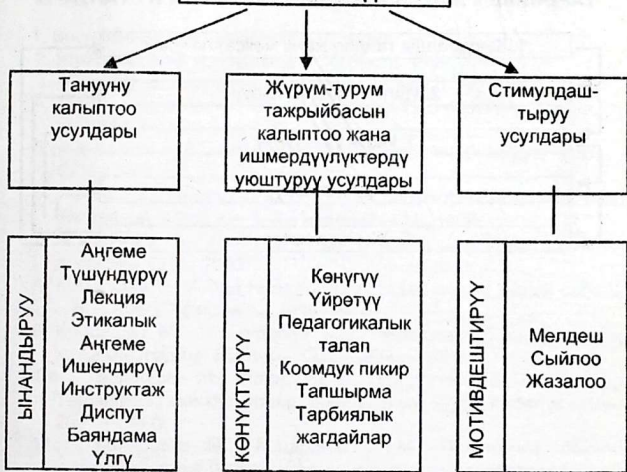 Танууну
калыптоо
усулдары
Жүрүм-турум
тажрыйбасын
калыптоо жана
ишмердүүлүктөрдү
уюштуруу усулдары
Стимулдаш-
тыруу
усулдары
ЫНАНДЫРУУ
Аңгеме
Түшүндүрүү
Лекция
Этикалык
Аңгеме
Ишендирүү
Инструктаж
Диспут
Баяндама
Үлгү
КӨНҮКТҮРҮҮ
Көнүгүү
Үйрөтүү
Педагогикалык
талап
Коомдук пикир
Тапшырма
Тарбиялык
жагдайлар
МОТИВДЕШТИРҮҮ
Мелдеш
Сыйлоо
Жазалоо